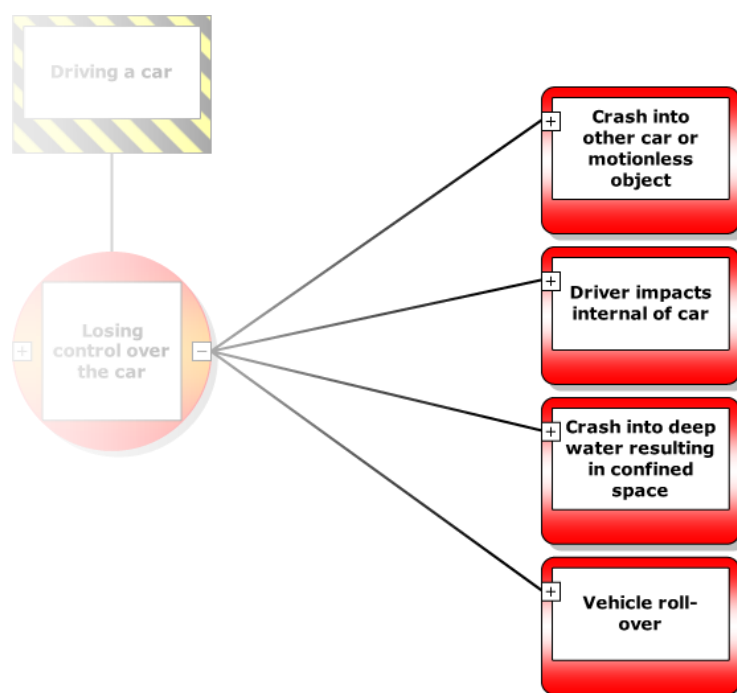 Driving a car
Losing
control over
the car
Crash into
other car or
motionless
object
Driver impacts
internal of car
Crash into deep
water resulting
in confined
space
Vehicle roll-
over